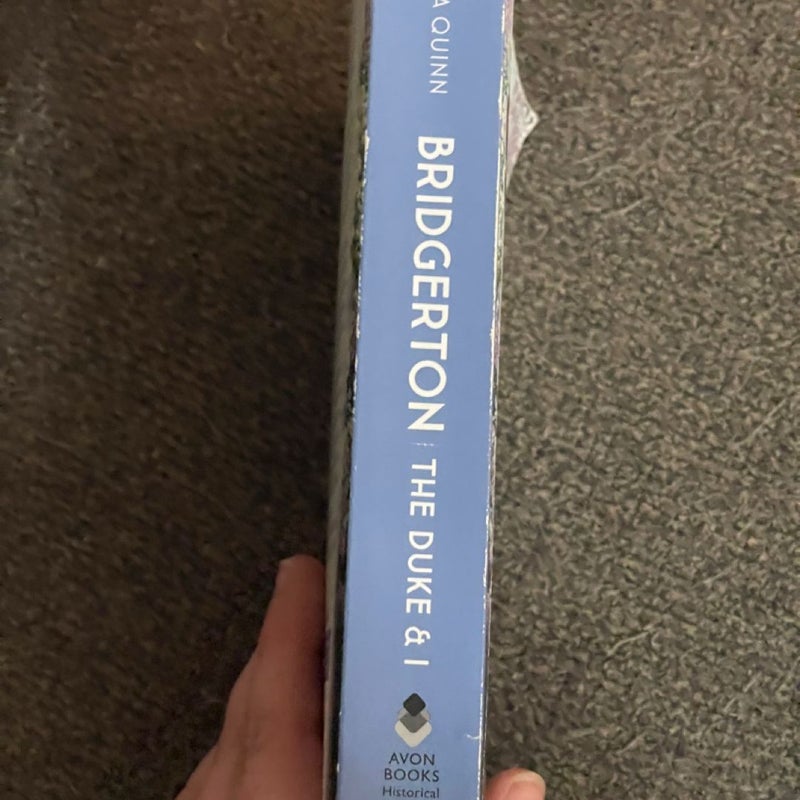 A QUINN
BRIDGERTON | THE DUKE & I
AVON
BOOKS
Historical